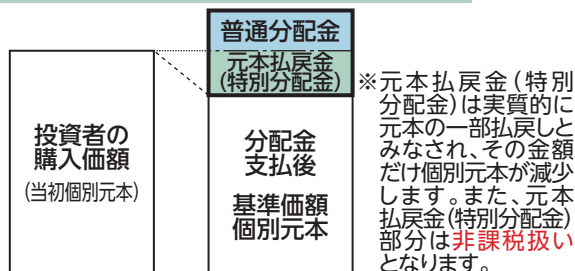 普通分配金
元本払戻金
(特別分配金)
投資者の
購入価額
(当初個別元本)
分配金
支払後
基準価額
個別元本
※元本払戻金(特別
分配金)は実質的に
元本の一部払戻しと
みなされ、その金額
だけ個別元本が減少
します。また、元本
払戻金(特別分配金)
部分は非課税扱い
となります。